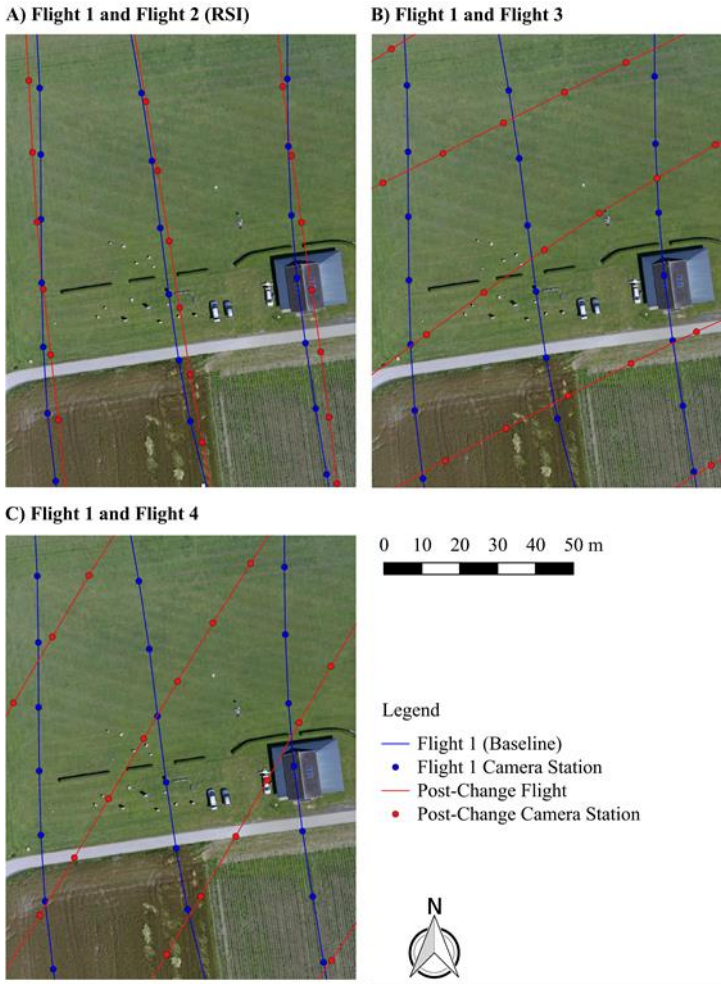 A) Flight 1 and Flight 2 (RSI)
B) Flight 1 and Flight 3
C) Flight 1 and Flight 4
0 10 20 30 40 50 m
Legend
Flight 1 (Baseline)
Flight 1 Camera Station
Post-Change Flight
Post-Change Camera Station
N